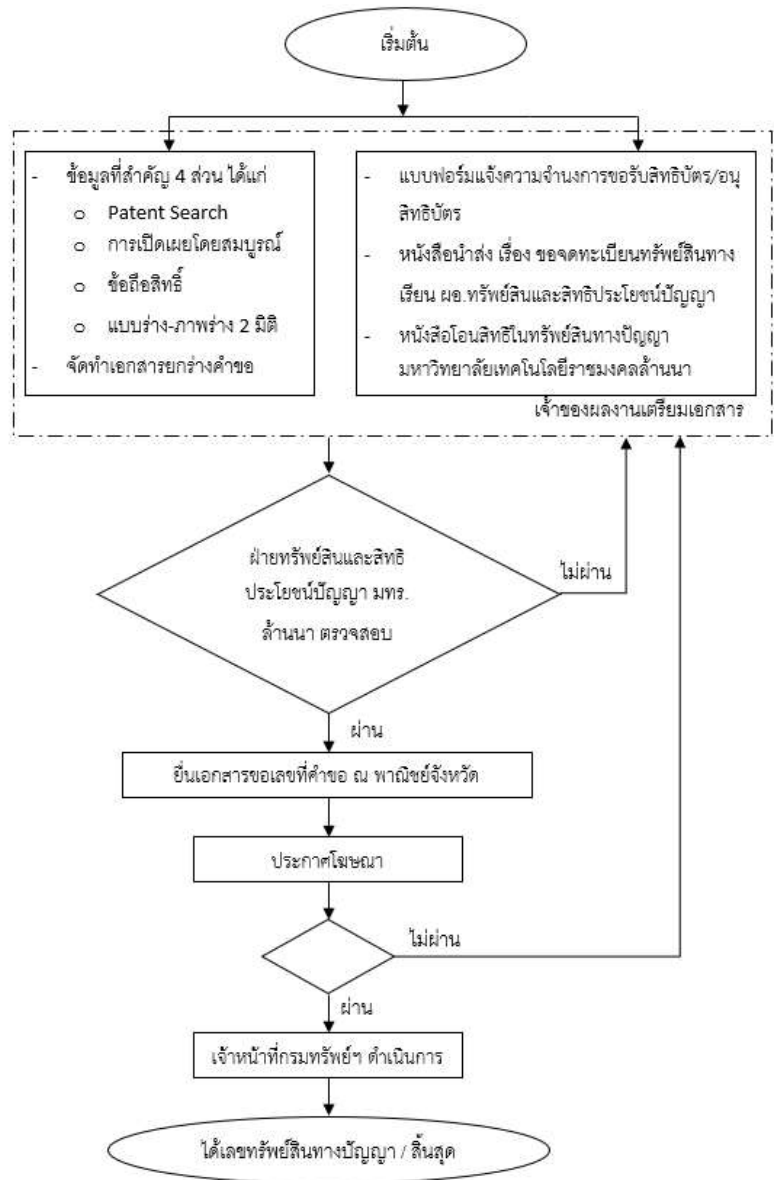 เริ่มต้น
- ข้อมูลที่สำคัญ 4 ส่วน ได้แก่
o Patent Search
o การเปิดเผยโดยสมบูรณ์
o ข้อถือสิทธิ์
o แบบร่าง-ภาพร่าง 2 มิติ
- จัดทำเอกสารยกร่างคำขอ
- แบบฟอร์มแจ้งความจำนงการขอรับสิทธิบัตร/อนุ
สิทธิบัตร
- หนังสือนำส่ง เรื่อง ขอจดทะเบียนทรัพย์สินทาง
เรียน ผอ.ทรัพย์สินและสิทธิประโยชน์ปัญญา
- หนังสือโอนสิทธิในทรัพย์สินทางปัญญา
มหาวิทยาลัยเทคโนโลยีราชมงคลล้านนา
เจ้าของผลงานเตรียมเอกสาร
ฝ่ายทรัพย์สินและสิทธิ
ประโยชน์ปัญญา มทร.
ล้านนา ตรวจสอบ
ไม่ผ่าน
ผ่าน
ยื่นเอกสารขอเลขที่คำขอ ณ พาณิชย์จังหวัด
ประกาศโฆษณา
ไม่ผ่าน
ผ่าน
เจ้าหน้าที่กรมทรัพย์ฯ ดำเนินการ
ได้เลขทรัพย์สินทางปัญญา / สิ้นสุด